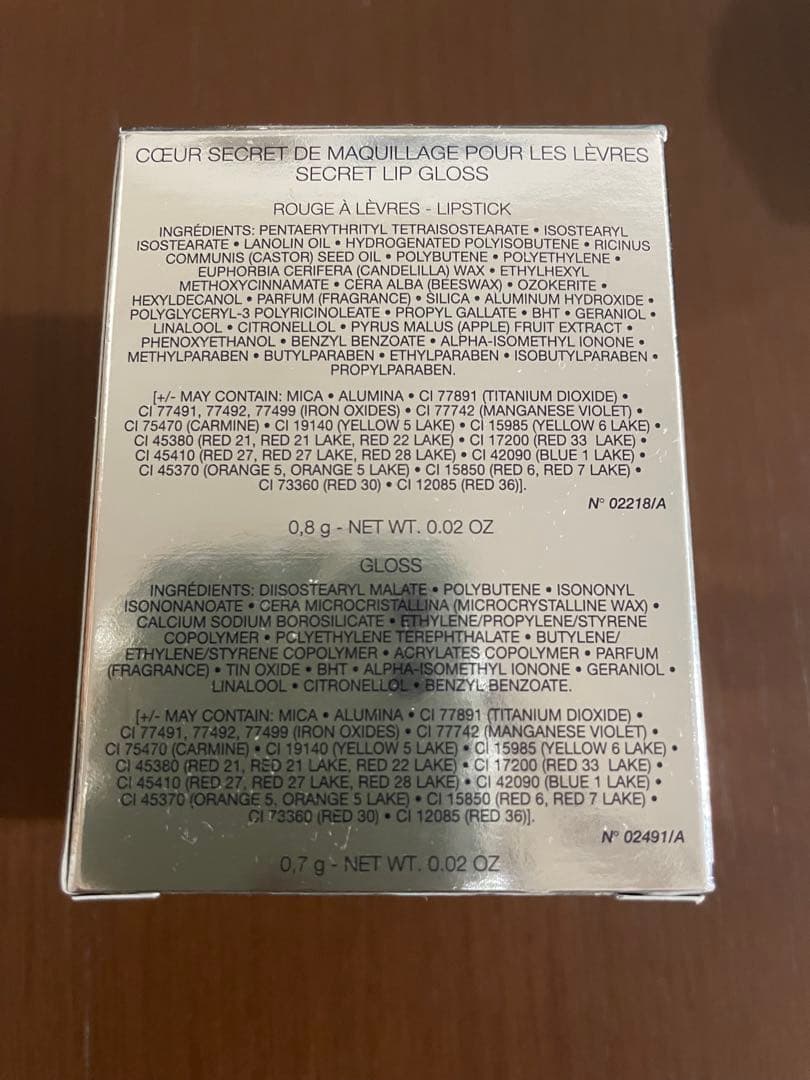 CŒUR SECRET DE MAQUILLAGE POUR LES LÈVRES
SECRET LIP GLOSS
ROUGE À LÈVRES - LIPSTICK
INGRÉDIENTS: PENTAERYTHRITYL TETRAISOSTEARATE • ISOSTEARYL
ISOSTEARATE • LANOLIN OIL • HYDROGENATED POLYISOBUTENE • RICINUS
COMMUNIS (CASTOR) SEED OIL • POLYBUTENE • POLYETHYLENE •
EUPHORBIA CERIFERA (CANDELILLA) WAX • ETHYLHEXYL
METHOXYCINNAMATE • CERA ALBA (BEESWAX) • OZOKERITE •
HEXYLDECANOL • PARFUM (FRAGRANCE) • SILICA • ALUMINUM HYDROXIDE •
POLYGLYCERYL-3 POLYRICINOLEATE • PROPYL GALLATE • BHT • GERANIOL •
LINALOOL • CITRONELLOL • PYRUS MALUS (APPLE) FRUIT EXTRACT •
PHENOXYETHANOL • BENZYL BENZOATE • ALPHA-ISOMETHYL IONONE •
METHYLPARABEN • BUTYLPARABEN • ETHYLPARABEN • ISOBUTYLPARABEN •
PROPYLPARABEN.
[+/- MAY CONTAIN: MICA • ALUMINA • CI 77891 (TITANIUM DIOXIDE) •
CI 77491, 77492, 77499 (IRON OXIDES) • CI 77742 (MANGANESE VIOLET) •
CI 75470 (CARMINE) • CI 19140 (YELLOW 5 LAKE) • CI 15985 (YELLOW 6 LAKE) •
CI 45380 (RED 21, RED 21 LAKE, RED 22 LAKE) • CI 17200 (RED 33 LAKE) •
CI 45410 (RED 27, RED 27 LAKE, RED 28 LAKE) • CI 42090 (BLUE 1 LAKE) •
CI 45370 (ORANGE 5, ORANGE 5 LAKE) • CI 15850 (RED 6, RED 7 LAKE) •
CI 73360 (RED 30) • CI 12085 (RED 36)].
N° 02218/A
0,8 g - NET WT. 0.02 OZ
GLOSS
INGRÉDIENTS: DIISOSTEARYL MALATE • POLYBUTENE • ISONONYL
ISONONANOATE • CERA MICROCRISTALLINA (MICROCRYSTALLINE WAX) •
CALCIUM SODIUM BOROSILICATE • ETHYLENE/PROPYLENE/STYRENE
COPOLYMER • POLYETHYLENE TEREPHTHALATE • BUTYLENE/
ETHYLENE/STYRENE COPOLYMER • ACRYLATES COPOLYMER • PARFUM
(FRAGRANCE) • TIN OXIDE • BHT • ALPHA-ISOMETHYL IONONE • GERANIOL •
LINALOOL • CITRONELLOL • BENZYL BENZOATE.
[+/- MAY CONTAIN: MICA • ALUMINA • CI 77891 (TITANIUM DIOXIDE) •
CI 77491, 77492, 77499 (IRON OXIDES) • CI 77742 (MANGANESE VIOLET) •
CI 75470 (CARMINE) • CI 19140 (YELLOW 5 LAKE) • CI 15985 (YELLOW 6 LAKE) •
CI 45380 (RED 21, RED 21 LAKE, RED 22 LAKE) • CI 17200 (RED 33 LAKE) •
CI 45410 (RED 27, RED 27 LAKE, RED 28 LAKE) • CI 42090 (BLUE 1 LAKE) •
CI 45370 (ORANGE 5, ORANGE 5 LAKE) • CI 15850 (RED 6, RED 7 LAKE) •
CI 73360 (RED 30) • CI 12085 (RED 36)].
N° 02491/A
0,7 g - NET WT. 0.02 OZ